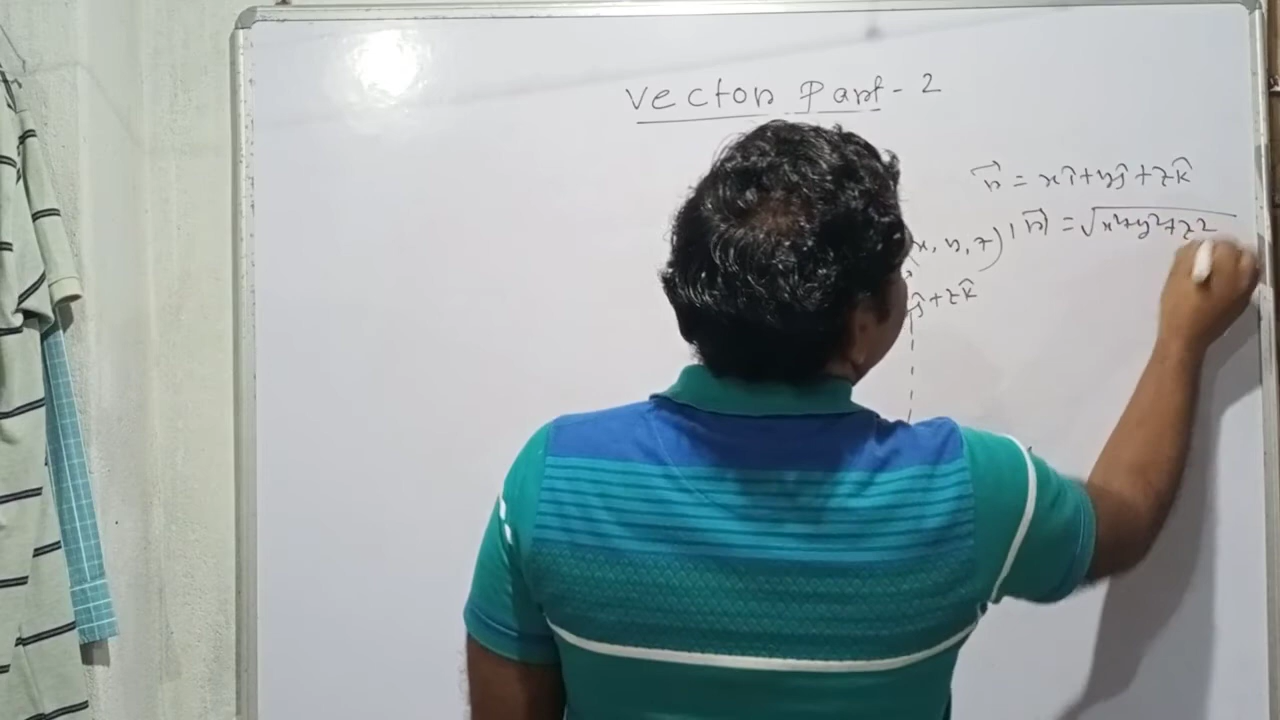 Vector Part-2
r⃗ = xî+yĵ+zk̂
x, y, z) |r⃗| = √x²+y²+z²
ĵ+zk̂